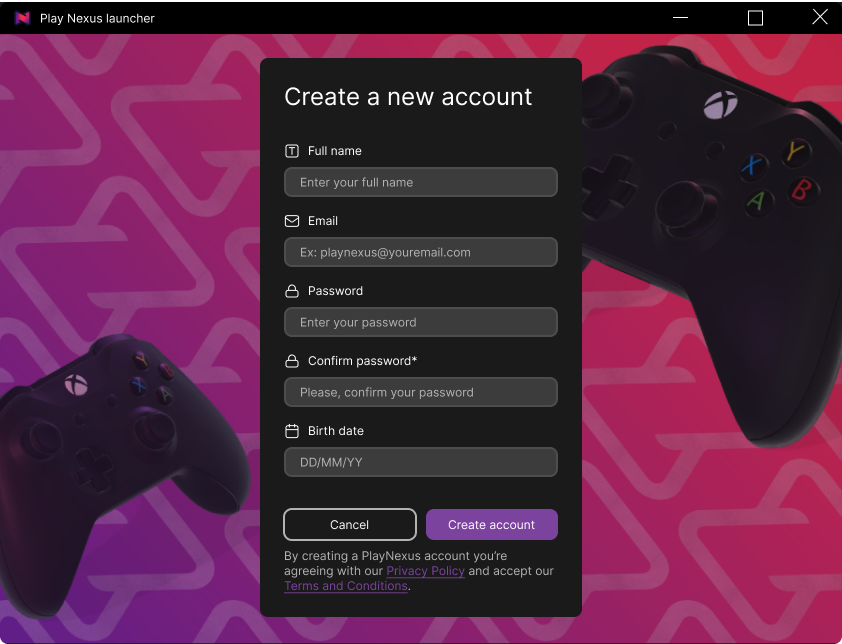 Play Nexus launcher
Create a new account
Full name
Enter your full name
Email
Ex: playnexus@youremail.com
Password
Enter your password
Confirm password*
Please, confirm your password
Birth date
DD/MM/YY
Cancel
Create account
By creating a PlayNexus account you’re
agreeing with our Privacy Policy and accept our
Terms and Conditions.
Y
X
B
A
Y
B
X
A